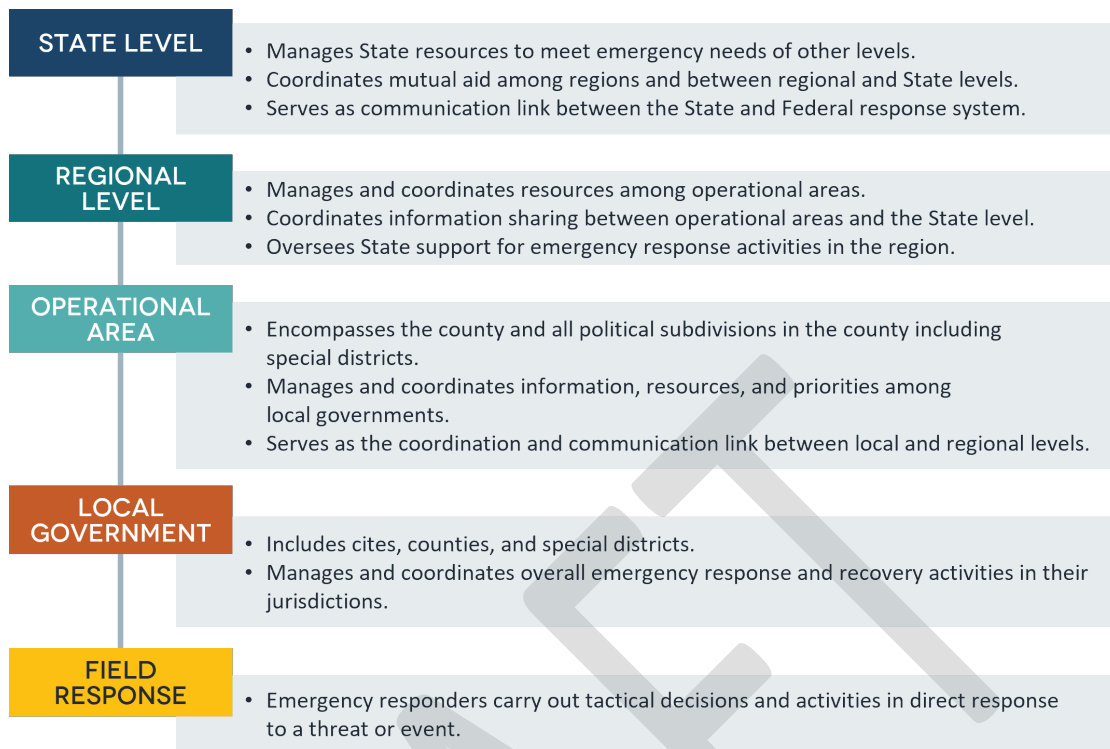 STATE LEVEL
• Manages State resources to meet emergency needs of other levels.
• Coordinates mutual aid among regions and between regional and State levels.
• Serves as communication link between the State and Federal response system.
REGIONAL
LEVEL
• Manages and coordinates resources among operational areas.
• Coordinates information sharing between operational areas and the State level.
• Oversees State support for emergency response activities in the region.
OPERATIONAL
AREA
• Encompasses the county and all political subdivisions in the county including
special districts.
• Manages and coordinates information, resources, and priorities among
local governments.
• Serves as the coordination and communication link between local and regional levels.
LOCAL
GOVERNMENT
• Includes cites, counties, and special districts.
• Manages and coordinates overall emergency response and recovery activities in their
jurisdictions.
FIELD
RESPONSE
• Emergency responders carry out tactical decisions and activities in direct response
to a threat or event.